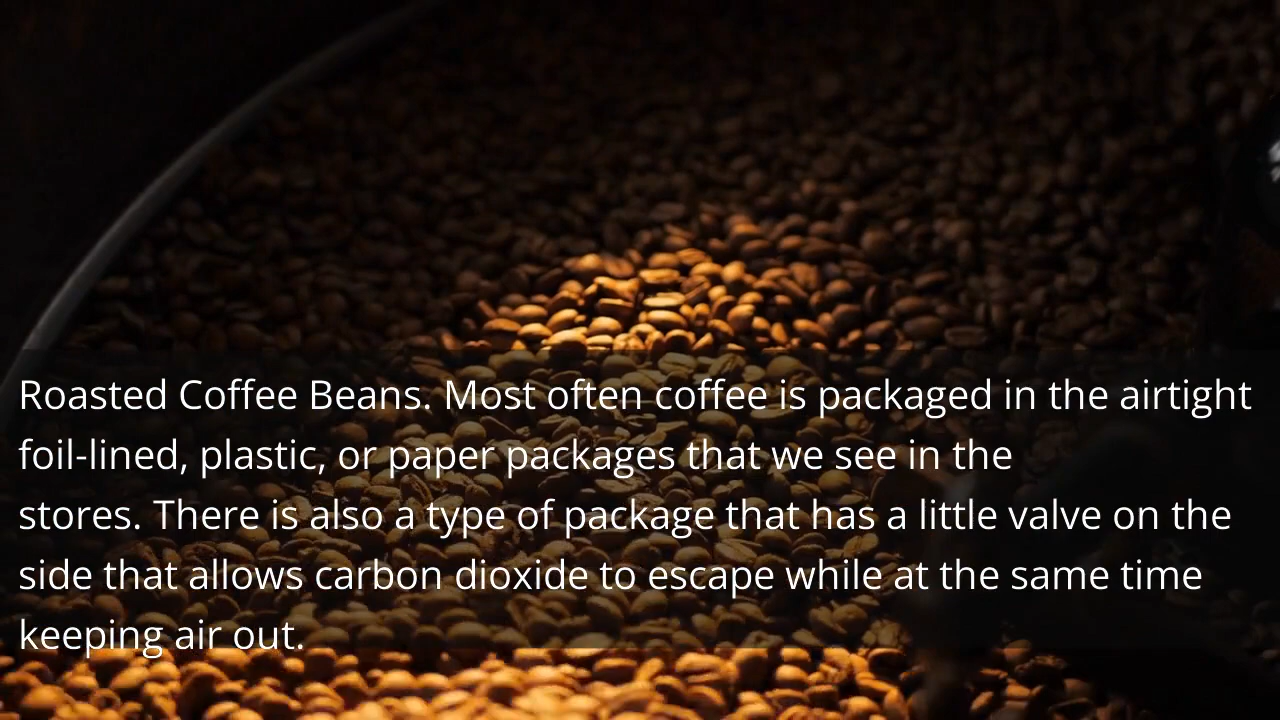 Roasted Coffee Beans. Most often coffee is packaged in the airtight
foil-lined, plastic, or paper packages that we see in the
stores. There is also a type of package that has a little valve on the
side that allows carbon dioxide to escape while at the same time
keeping air out.